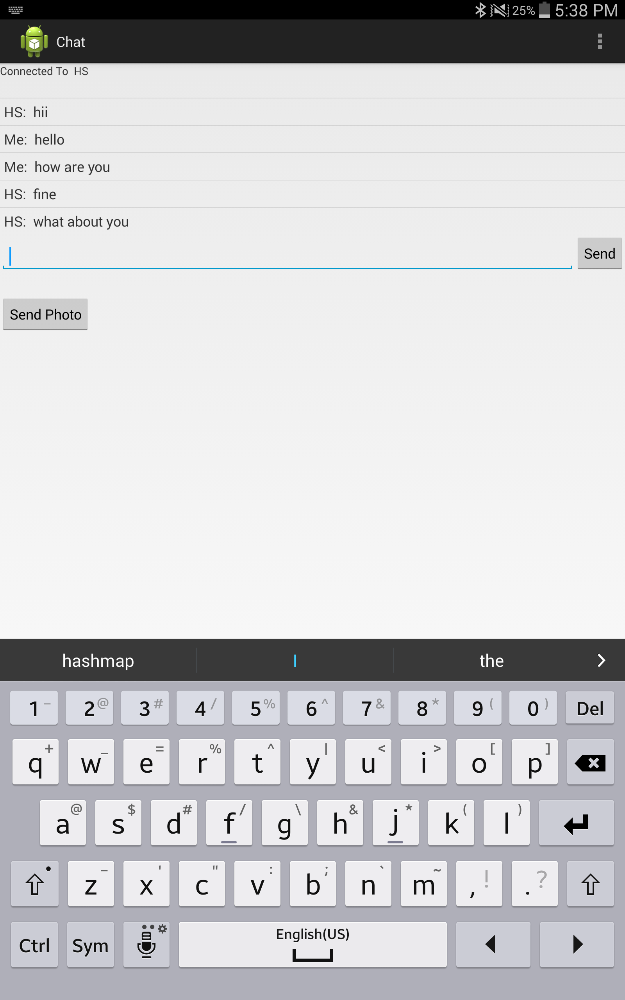 25% 5:38 PM
Chat
Connected To  HS
HS:  hii
Me:  hello
Me:  how are you
HS:  fine
HS:  what about you
Send
Send Photo
hashmap I the
1 – 2 @ 3 # 4 / 5 % 6 ^ 7 & 8 * 9 ( 0 ) Del
q + w _ e = r % t ^ y | u < i > o [ p ]
a @ s $ d # f / g \ h & j * k ( l )
z – x ' c " v : b ; n ` m ~ , ! . ?
Ctrl Sym English(US)